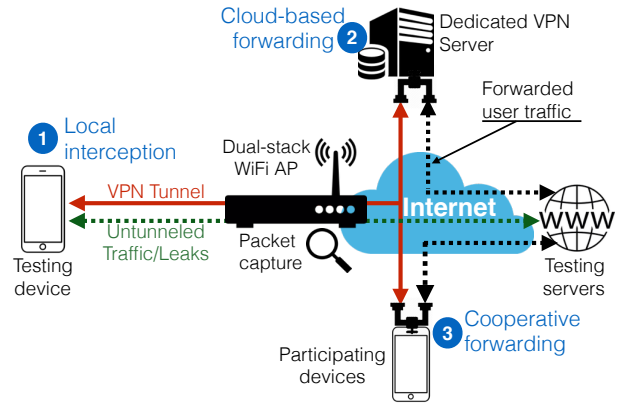 Cloud-based
forwarding
2
Dedicated VPN
Server
Forwarded
user traffic
1
Local
interception
Dual-stack
WiFi AP
VPN Tunnel
Internet
WWW
Untunneled
Traffic/Leaks
Packet
capture
Testing
device
Testing
servers
3
Cooperative
forwarding
Participating
devices